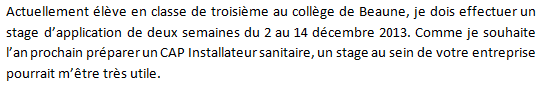 Actuellement élève en classe de troisième au collège de Beaune, je dois effectuer un
stage d’application de deux semaines du 2 au 14 décembre 2013. Comme je souhaite
l’an prochain préparer un CAP Installateur sanitaire, un stage au sein de votre entreprise
pourrait m’être très utile.